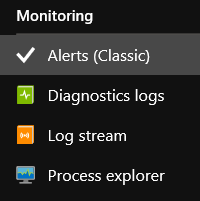 Monitoring
Alerts (Classic)
Diagnostics logs
Log stream
Process explorer